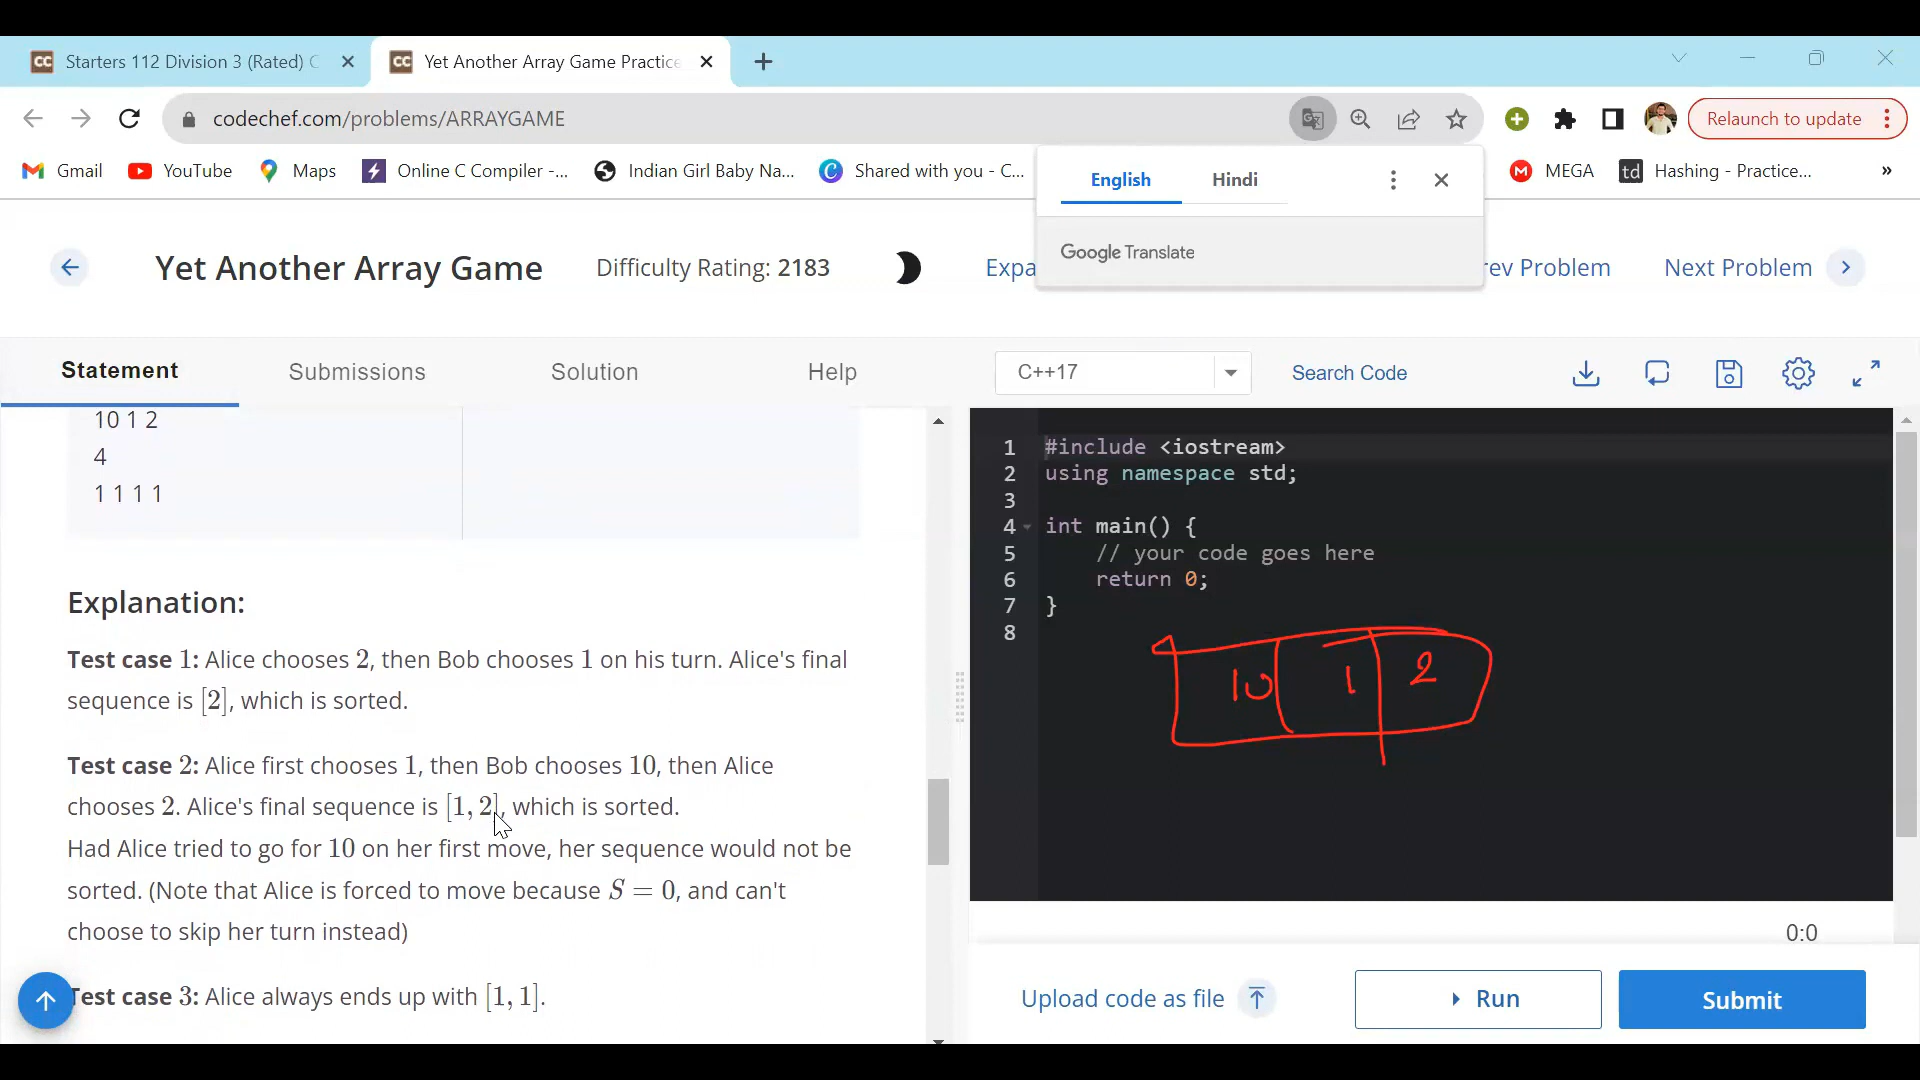 Starters 112 Division 3 (Rated) C
Yet Another Array Game Practice
codechef.com/problems/ARRAYGAME
Relaunch to update
Gmail
YouTube
Maps
Online C Compiler -...
Indian Girl Baby Na...
Shared with you - C...
MEGA
td
Hashing - Practice...
»
English
Hindi
Google Translate
Yet Another Array Game
Difficulty Rating: 2183
Expa
rev Problem
Next Problem
Statement
Submissions
Solution
Help
C++17
Search Code
10 1 2
4
1 1 1 1
Explanation:
Test case 1: Alice chooses 2, then Bob chooses 1 on his turn. Alice's final
sequence is [2], which is sorted.
Test case 2: Alice first chooses 1, then Bob chooses 10, then Alice
chooses 2. Alice's final sequence is [1, 2], which is sorted.
Had Alice tried to go for 10 on her first move, her sequence would not be
sorted. (Note that Alice is forced to move because S = 0, and can't
choose to skip her turn instead)
Test case 3: Alice always ends up with [1, 1].
1 #include <iostream>
2 using namespace std;
3
4 int main() {
5 // your code goes here
6 return 0;
7 }
8
10 1 2
0:0
Upload code as file
Run
Submit